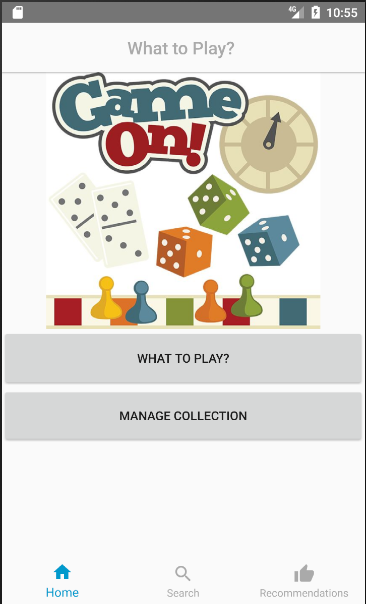 4G
10:55
What to Play?
Game
On!
WHAT TO PLAY?
MANAGE COLLECTION
Home
Search
Recommendations